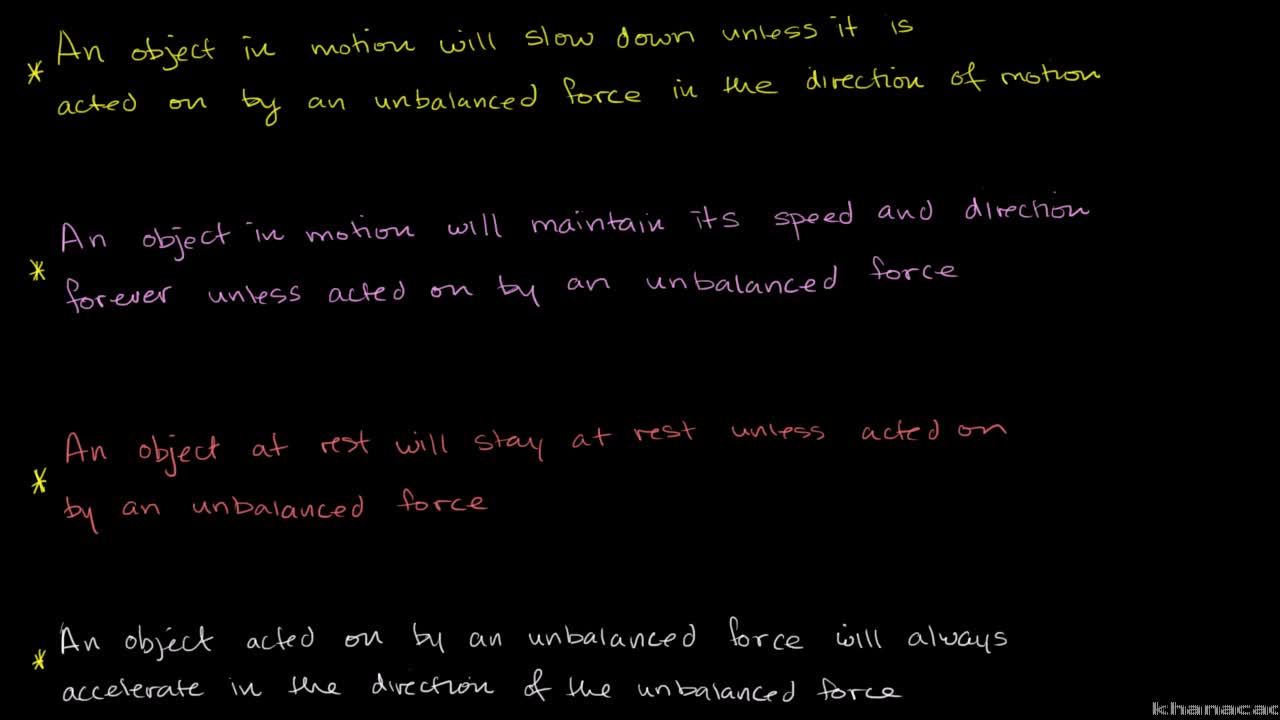 * An object in motion will slow down unless it is
acted on by an unbalanced force in the direction of motion
* An object in motion will maintain its speed and direction
forever unless acted on by an unbalanced force
* An object at rest will stay at rest unless acted on
by an unbalanced force
* An object acted on by an unbalanced force will always
accelerate in the direction of the unbalanced force
khanacac